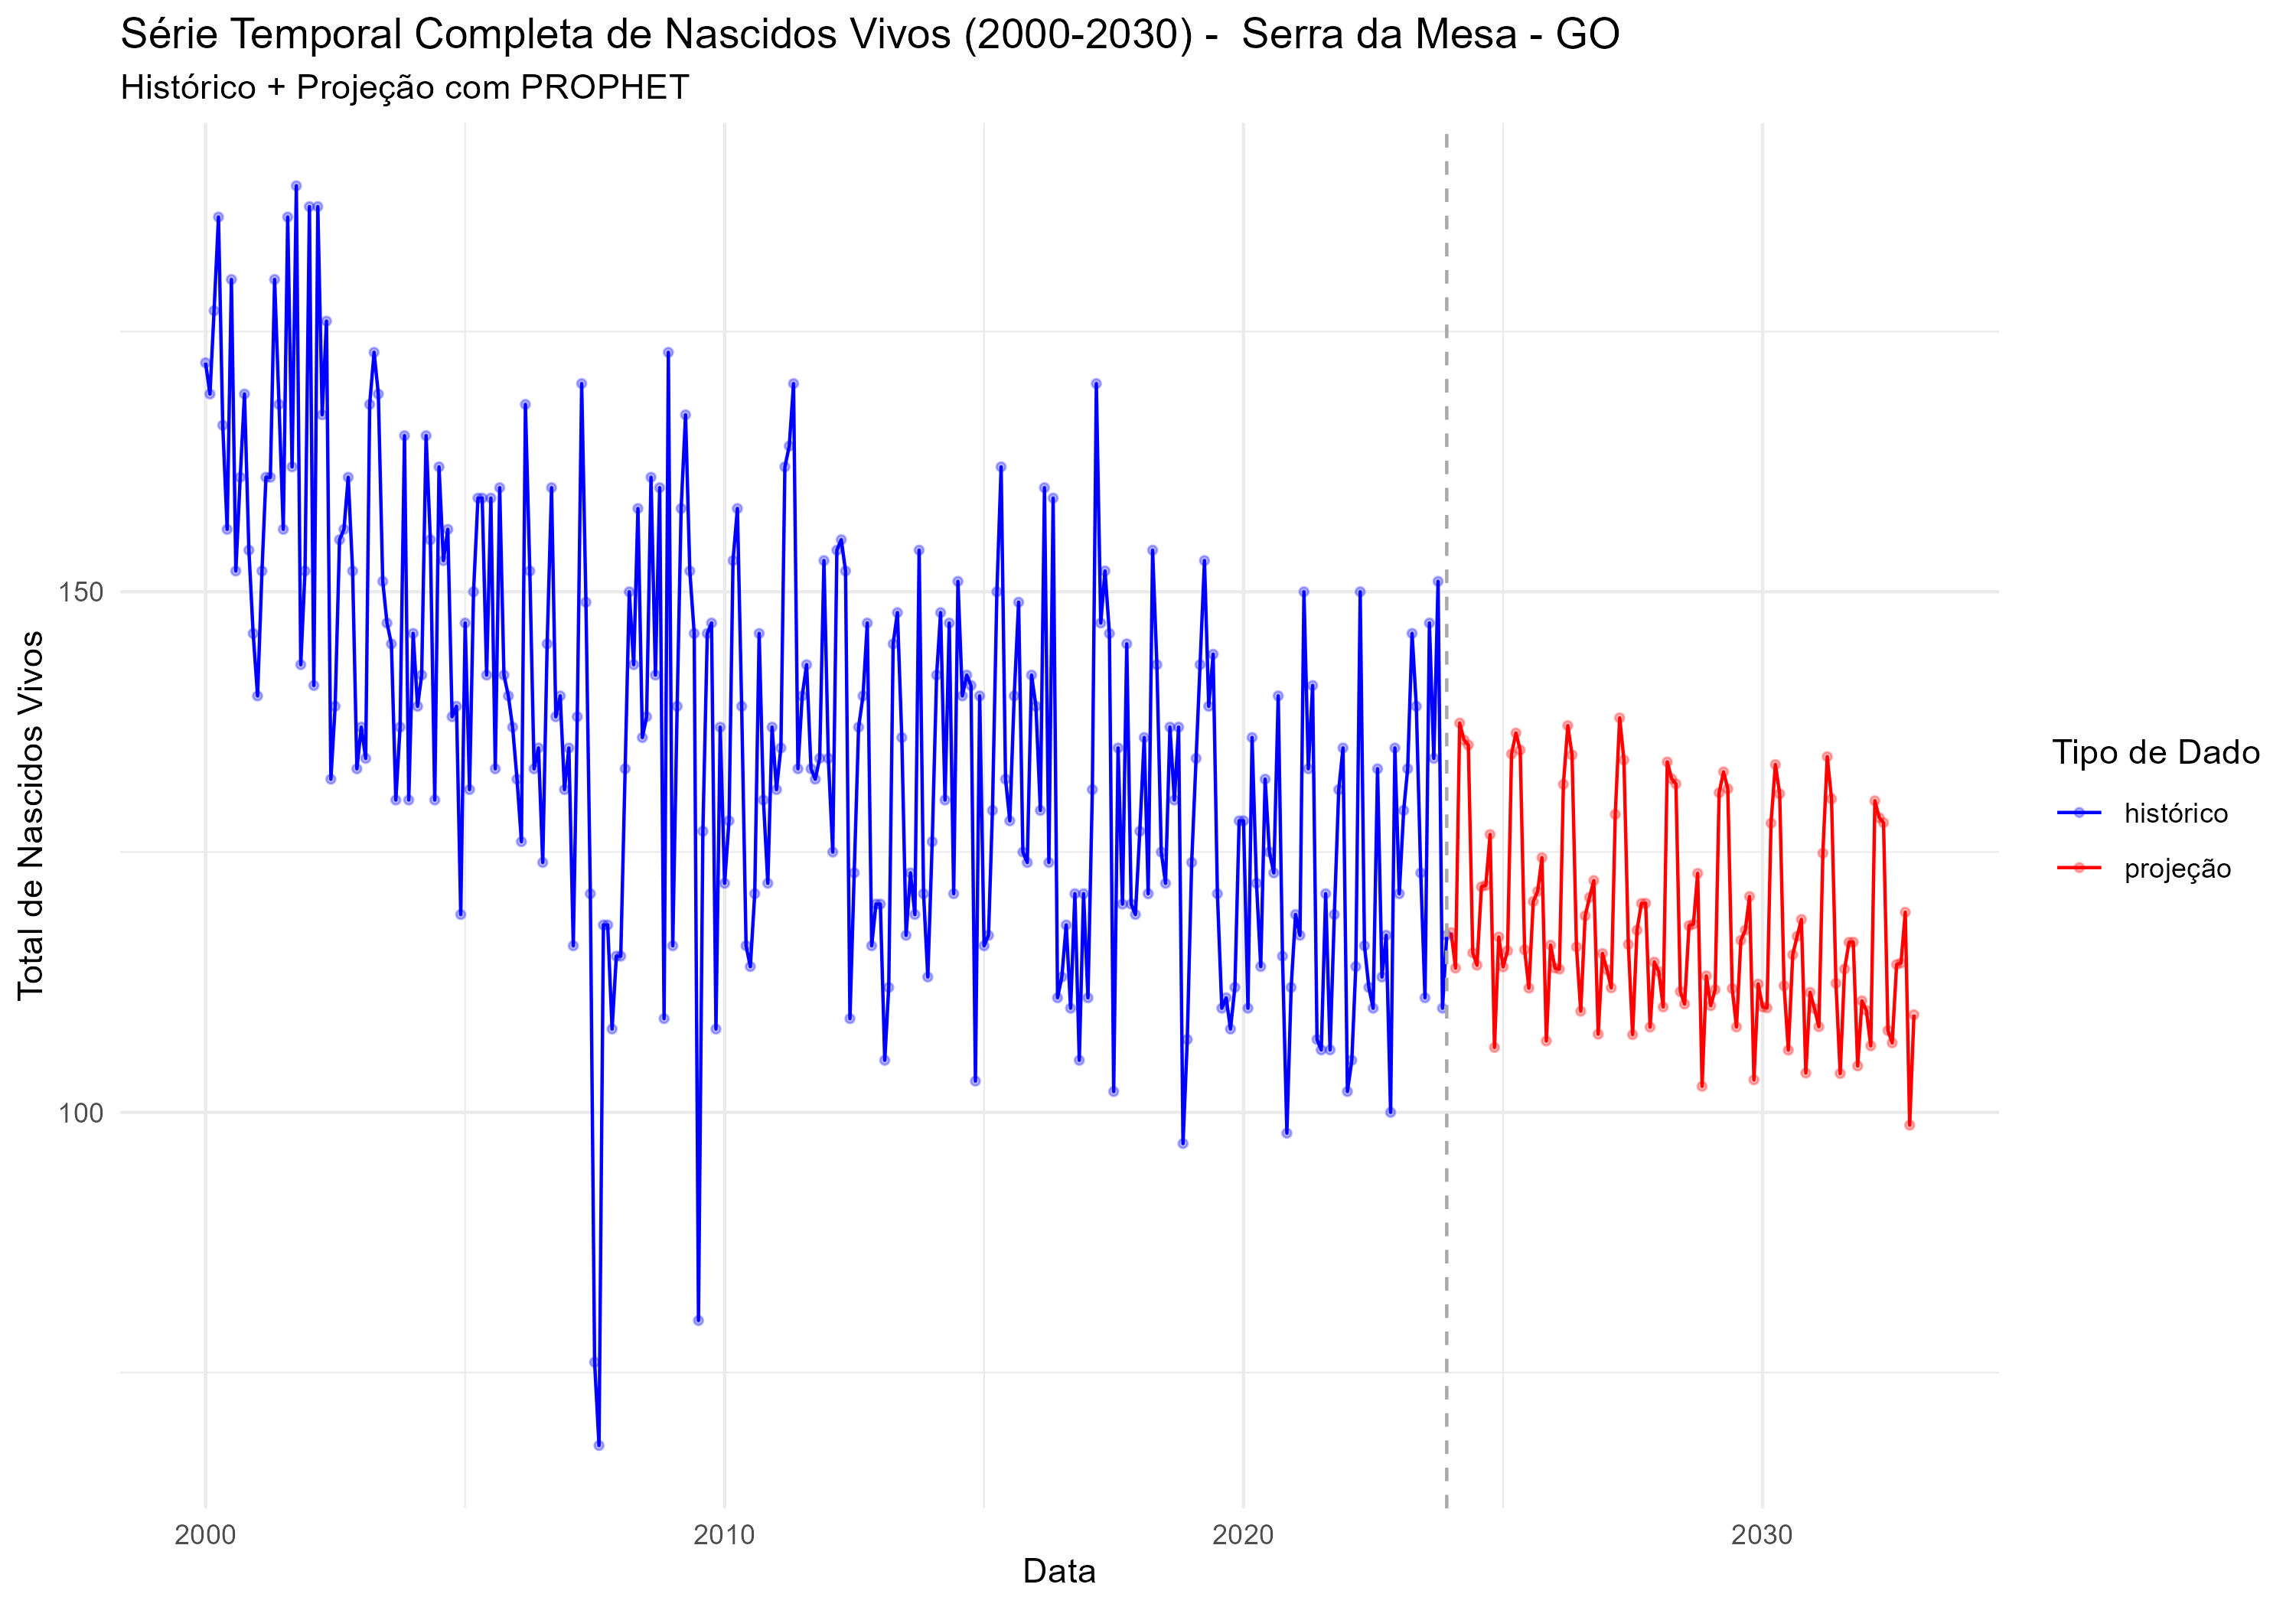 Série Temporal Completa de Nascidos Vivos (2000-2030) -  Serra da Mesa - GO
Histórico + Projeção com PROPHET
Total de Nascidos Vivos
150
100
2000
2010
2020
2030
Data
Tipo de Dado
histórico
projeção